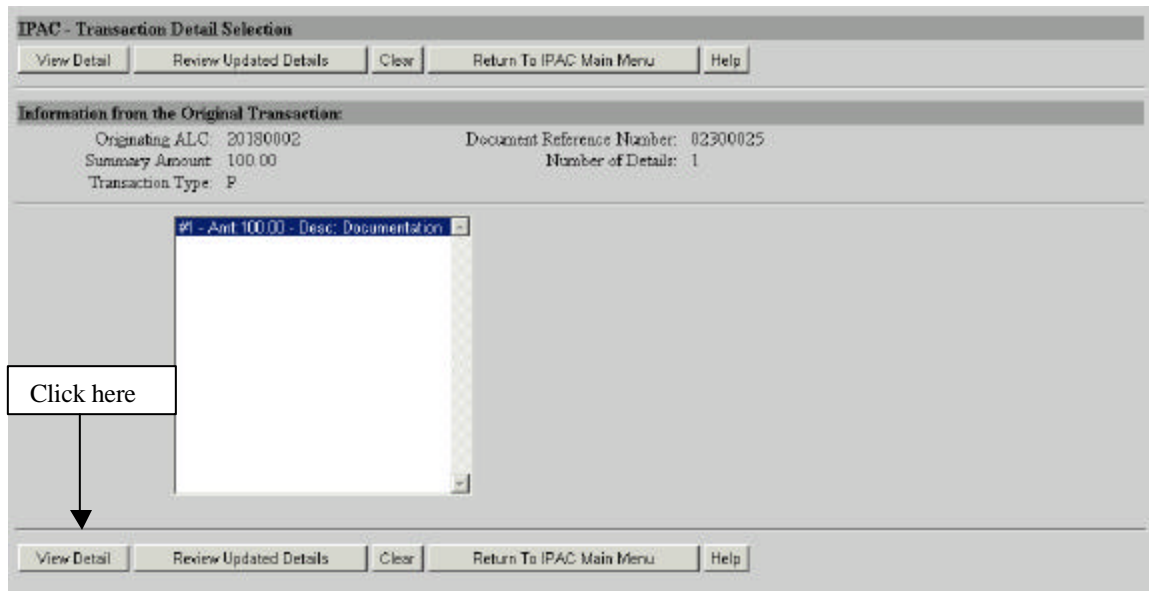 IPAC - Transaction Detail Selection
View Detail Review Updated Details Clear Return To IPAC Main Menu Help
Information from the Original Transaction:
Originating ALC: 20180002 Document Reference Number: 02300025
Summary Amount: 100.00 Number of Details: 1
Transaction Type: P
#1 - Amt: 100.00 - Desc: Documentation
Click here
View Detail Review Updated Details Clear Return To IPAC Main Menu Help